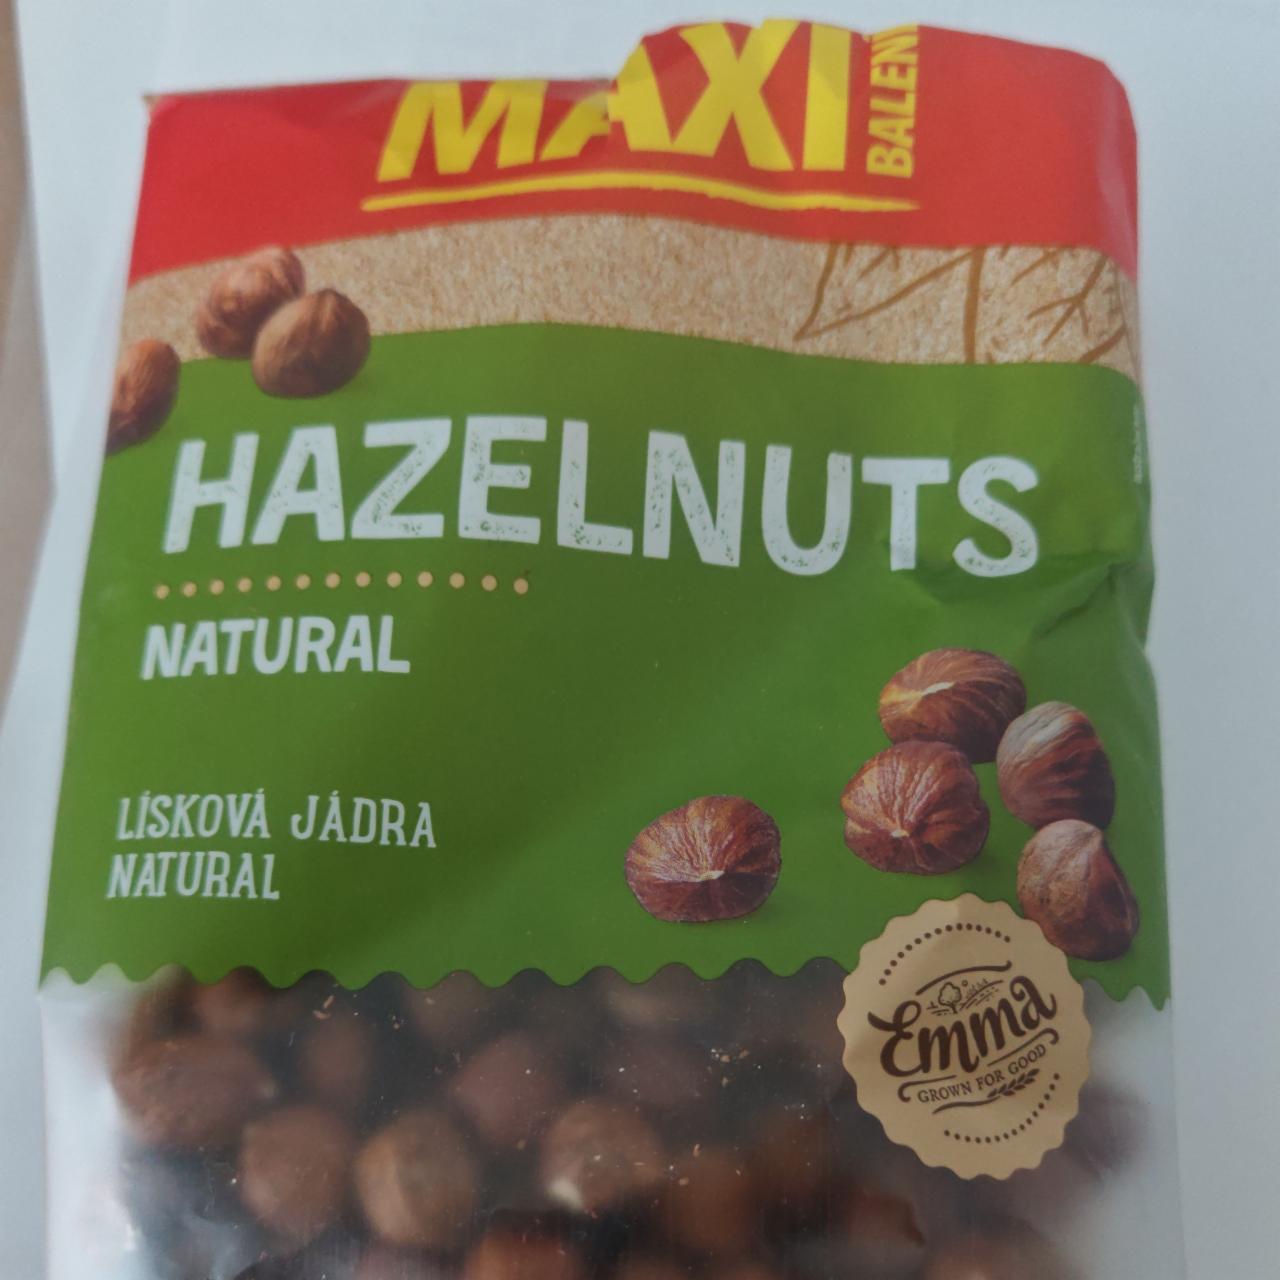 MAXI
BALENÍ
HAZELNUTS
NATURAL
LÍSKOVÁ JÁDRA
NATURAL
Emma
GROWN FOR GOOD